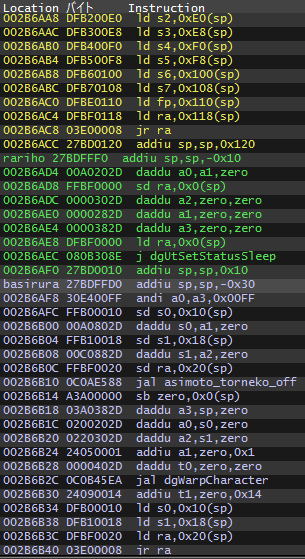 Location バイト Instruction
002B6AA8 DFB200E0 ld s2,0xE0(sp)
002B6AAC DFB300E8 ld s3,0xE8(sp)
002B6AB0 DFB400F0 ld s4,0xF0(sp)
002B6AB4 DFB500F8 ld s5,0xF8(sp)
002B6AB8 DFB60100 ld s6,0x100(sp)
002B6ABC DFB70108 ld s7,0x108(sp)
002B6AC0 DFBE0110 ld fp,0x110(sp)
002B6AC4 DFBF0118 ld ra,0x118(sp)
002B6AC8 03E00008 jr ra
002B6ACC 27BD0120 addiu sp,sp,0x120
rariho 27BDFFF0 addiu sp,sp,-0x10
002B6AD4 00A0202D daddu a0,a1,zero
002B6AD8 FFBF0000 sd ra,0x0(sp)
002B6ADC 0000302D daddu a2,zero,zero
002B6AE0 0000282D daddu a1,zero,zero
002B6AE4 0000382D daddu a3,zero,zero
002B6AE8 DFBF0000 ld ra,0x0(sp)
002B6AEC 080B308E j dgUtSetStatusSleep
002B6AF0 27BD0010 addiu sp,sp,0x10
basirura 27BDFFD0 addiu sp,sp,-0x30
002B6AF8 30E400FF andi a0,a3,0x00FF
002B6AFC FFB00010 sd s0,0x10(sp)
002B6B00 00A0802D daddu s0,a1,zero
002B6B04 FFB10018 sd s1,0x18(sp)
002B6B08 00C0882D daddu s1,a2,zero
002B6B0C FFBF0020 sd ra,0x20(sp)
002B6B10 0C0AE588 jal asimoto_torneko_off
002B6B14 A3A00000 sb zero,0x0(sp)
002B6B18 03A0382D daddu a3,sp,zero
002B6B1C 0200202D daddu a0,s0,zero
002B6B20 0220302D daddu a2,s1,zero
002B6B24 24050001 addiu a1,zero,0x1
002B6B28 0000402D daddu t0,zero,zero
002B6B2C 0C0B45EA jal dgWarpCharacter
002B6B30 24090014 addiu t1,zero,0x14
002B6B34 DFB00010 ld s0,0x10(sp)
002B6B38 DFB10018 ld s1,0x18(sp)
002B6B3C DFBF0020 ld ra,0x20(sp)
002B6B40 03E00008 jr ra